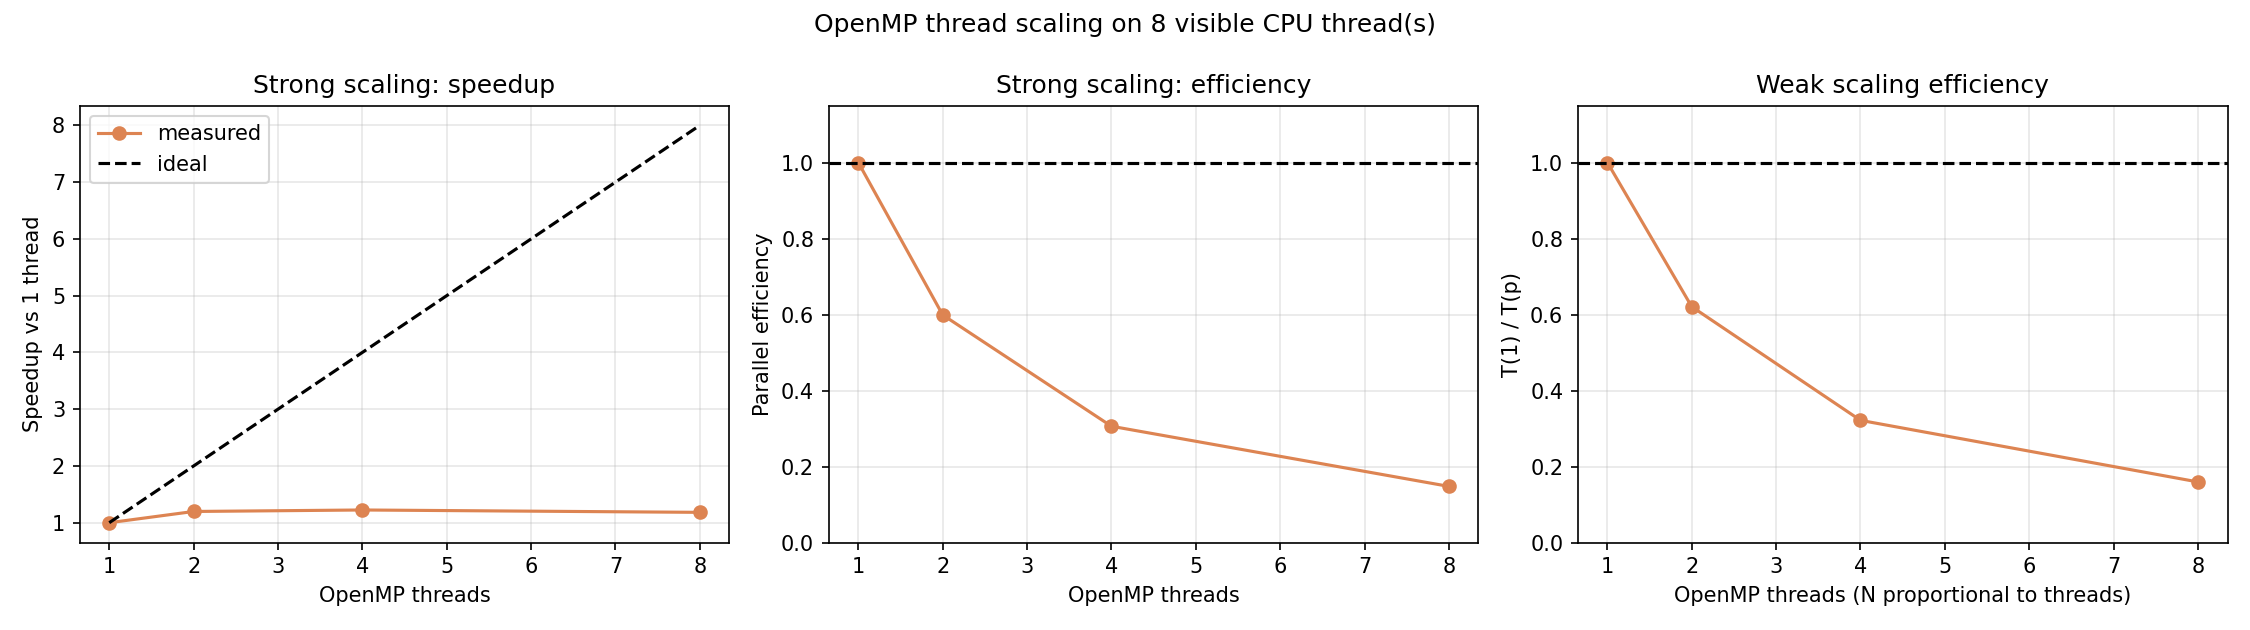 OpenMP thread scaling on 8 visible CPU thread(s)
Strong scaling: speedup
measured
ideal
Speedup vs 1 thread
8
7
6
5
4
3
2
1
1 2 3 4 5 6 7 8
OpenMP threads
Strong scaling: efficiency
Parallel efficiency
1.0
0.8
0.6
0.4
0.2
0.0
1 2 3 4 5 6 7 8
OpenMP threads
Weak scaling efficiency
T(1) / T(p)
1.0
0.8
0.6
0.4
0.2
0.0
1 2 3 4 5 6 7 8
OpenMP threads (N proportional to threads)